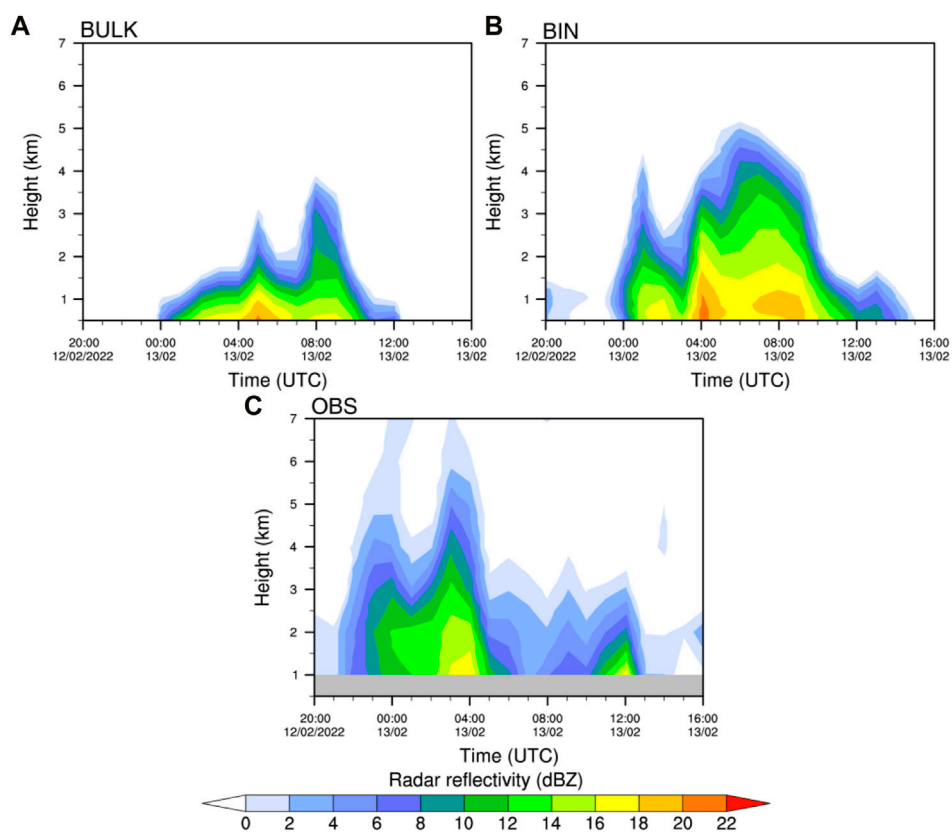 A
BULK
7
6
5
4
3
2
1
Height (km)
20:00 00:00 04:00 08:00 12:00 16:00
12/02/2022 13/02 13/02 13/02 13/02 13/02
Time (UTC)
B
BIN
7
6
5
4
3
2
1
Height (km)
20:00 00:00 04:00 08:00 12:00 16:00
12/02/2022 13/02 13/02 13/02 13/02 13/02
Time (UTC)
C
OBS
7
6
5
4
3
2
1
Height (km)
20:00 00:00 04:00 08:00 12:00 16:00
12/02/2022 13/02 13/02 13/02 13/02 13/02
Time (UTC)
Radar reflectivity (dBZ)
0 2 4 6 8 10 12 14 16 18 20 22